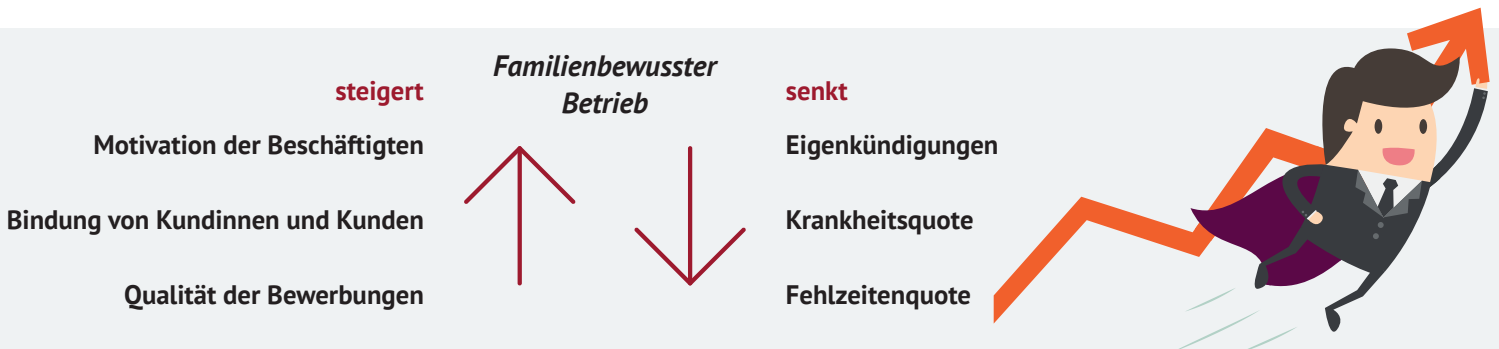 Familienbewusster
Betrieb
steigert
Motivation der Beschäftigten
Bindung von Kundinnen und Kunden
Qualität der Bewerbungen
senkt
Eigenkündigungen
Krankheitsquote
Fehlzeitenquote